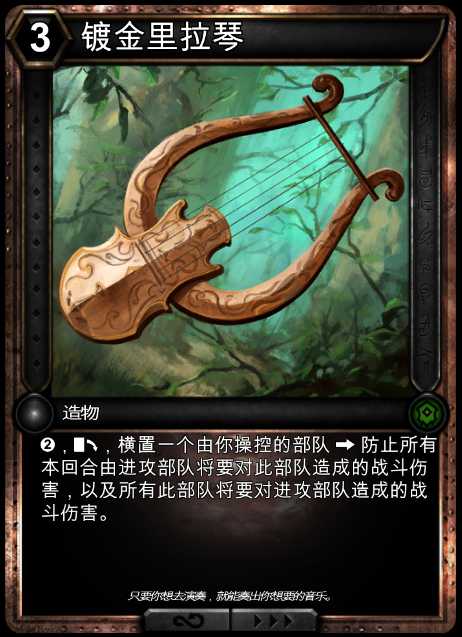 3 镀金里拉琴
造物
❷，，横置一个由你操控的部队 ➡ 防止所有
本回合由进攻部队将要对此部队造成的战斗伤
害，以及所有此部队将要对进攻部队造成的战
斗伤害。
只要你想去演奏，就能奏出你想要的音乐。